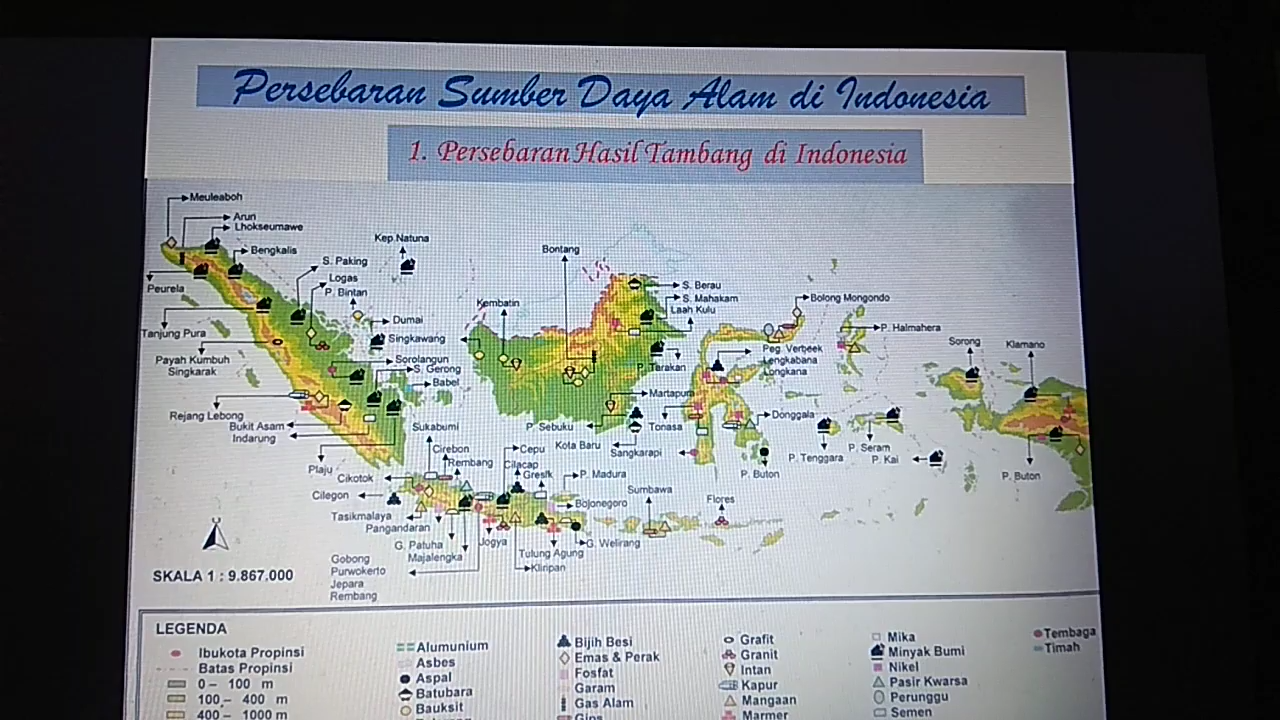 Persebaran Sumber Daya Alam di Indonesia
1. Persebaran Hasil Tambang di Indonesia
Meuleaboh
Arun
Lhokseumawe
Bengkalis
Kep Natuna
Bontang
S. Paking
Logas
P. Bintan
Peurela
Kembatin
S. Berau
S. Mahakam
Laah Kulu
Bolong Mongondo
Tanjung Pura
Dumai
Singkawang
P. Halmahera
Sorong
Klamano
Payah Kumbuh
Singkarak
Sorolangun
S. Gerong
Babel
P. Tarakan
Peg. Verbeek
Lengkabana
Longkana
Martapura
Rejang Lebong
Bukit Asam
Indarung
Sukabumi
P. Sebuku
Kota Baru
Tonasa
Donggala
Sangkarapi
P. Tenggara
P. Seram
P. Kai
Plaju
Cirebon
Rembang
Cepu
Cilacap
Gresik
P. Madura
P. Buton
P. Buton
Cikotok
Cilegon
Sumbawa
Flores
Bojonegoro
Tasikmalaya
Pangandaran
G. Patuha
Majalengka
Jogya
Tulung Agung
G. Welirang
Kliripan
Gobong
Purwokerto
Jepara
Rembang
SKALA 1 : 9.867.000
LEGENDA
Ibukota Propinsi
Batas Propinsi
0 – 100 m
100 – 400 m
400 – 1000 m
Alumunium
Asbes
Aspal
Batubara
Bauksit
Bijih Besi
Emas & Perak
Fosfat
Garam
Gas Alam
Gips
Grafit
Granit
Intan
Kapur
Mangaan
Marmer
Mika
Minyak Bumi
Nikel
Pasir Kwarsa
Perunggu
Semen
Tembaga
Timah